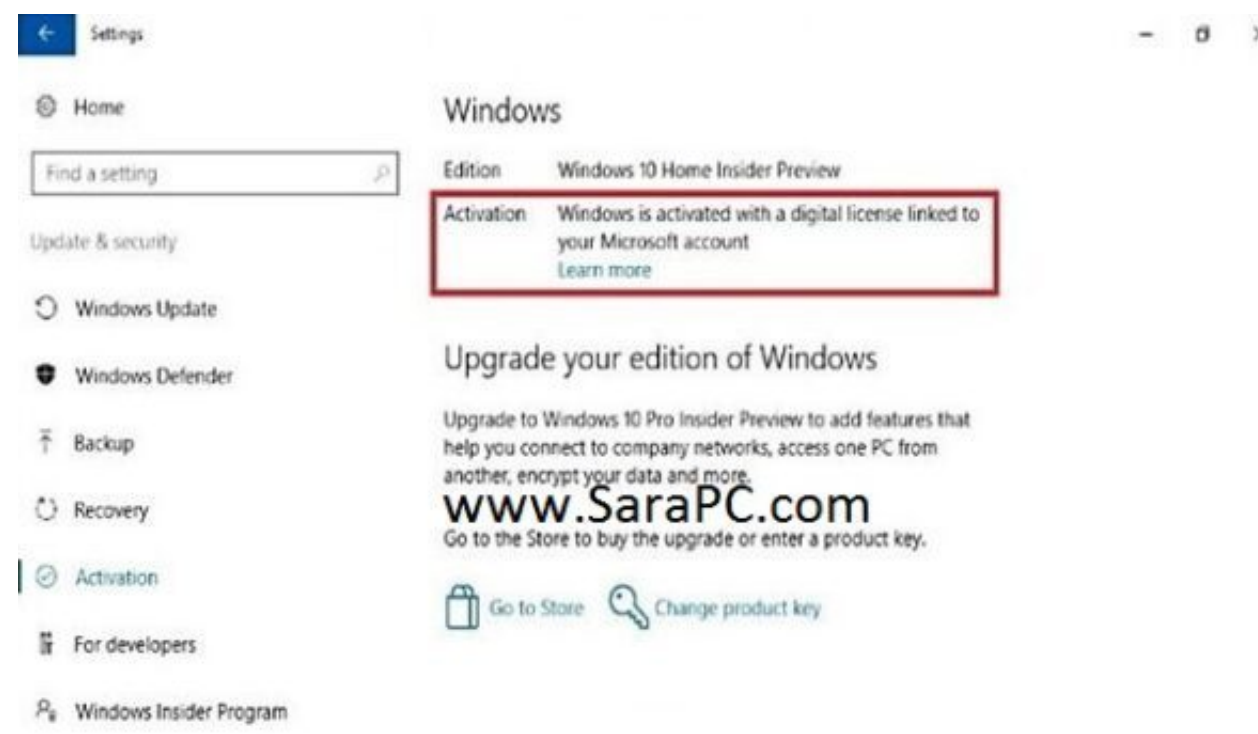 Settings
Home
Find a setting
Update & security
Windows Update
Windows Defender
Backup
Recovery
Activation
For developers
Windows Insider Program
Windows
Edition Windows 10 Home Insider Preview
Activation Windows is activated with a digital license linked to
your Microsoft account
Learn more
Upgrade your edition of Windows
Upgrade to Windows 10 Pro Insider Preview to add features that
help you connect to company networks, access one PC from
another, encrypt your data and more.
www.SaraPC.com
Go to the Store to buy the upgrade or enter a product key.
Go to Store Change product key